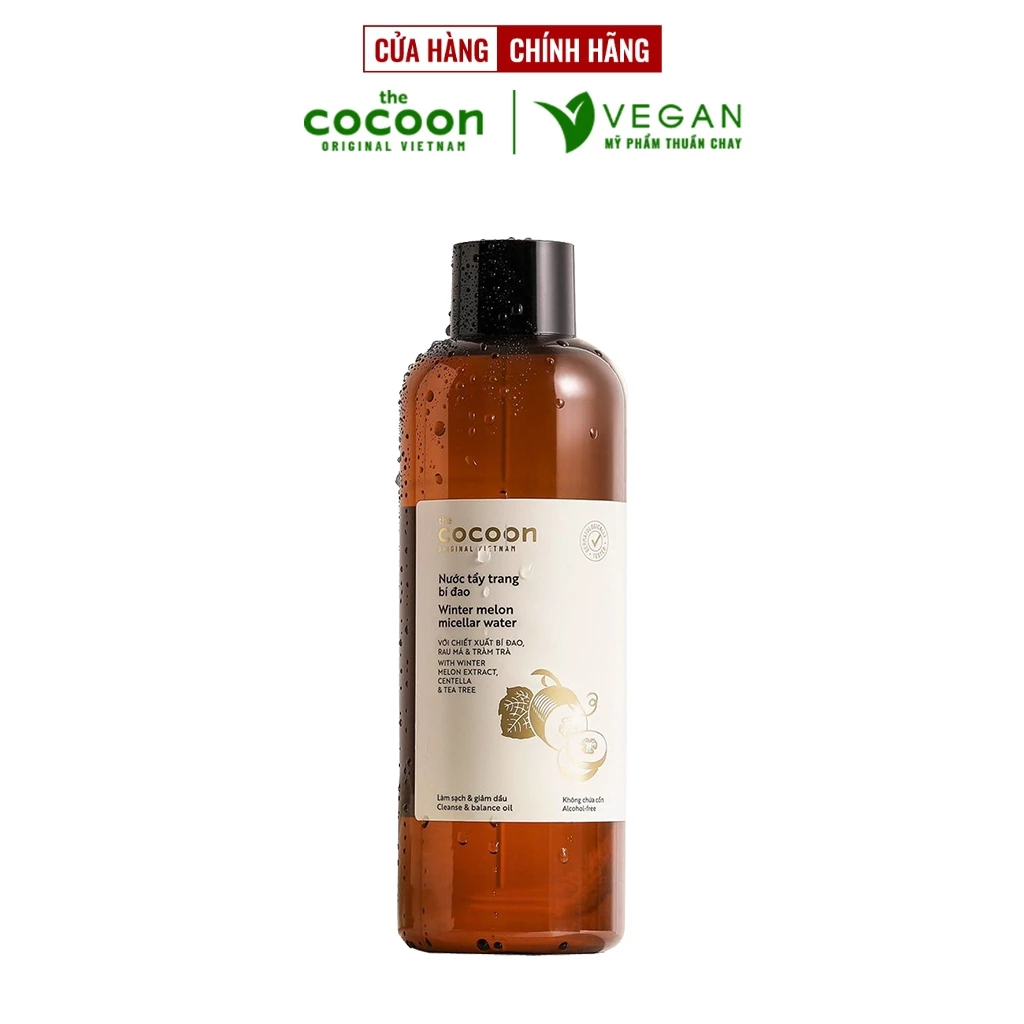 CỬA HÀNG CHÍNH HÃNG
the
cocoon
ORIGINAL VIETNAM
VEGAN
MỸ PHẨM THUẦN CHAY
the
cocoon
ORIGINAL VIETNAM
Nước tẩy trang
bí đao
Winter melon
micellar water
VỚI CHIẾT XUẤT BÍ ĐAO,
RAU MÁ & TRÀM TRÀ
WITH WINTER
MELON EXTRACT,
CENTELLA
& TEA TREE
Làm sạch & giảm dầu
Cleanse & balance oil
Không chứa cồn
Alcohol-free